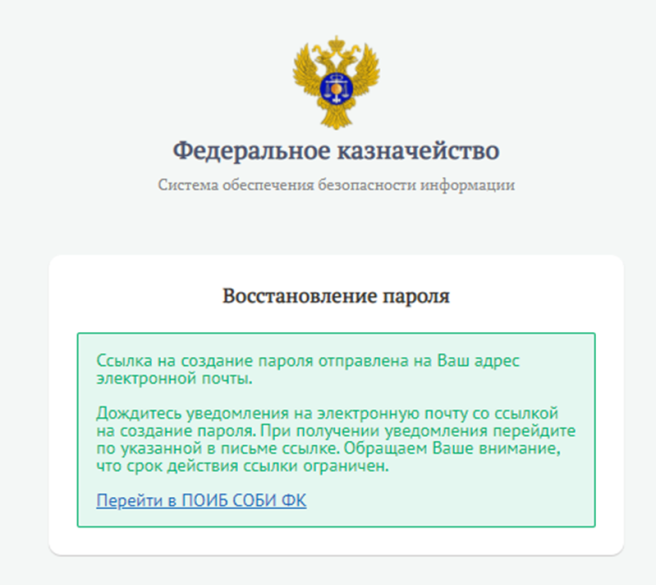 Федеральное казначейство
Система обеспечения безопасности информации
Восстановление пароля
Ссылка на создание пароля отправлена на Ваш адрес
электронной почты.
Дождитесь уведомления на электронную почту со ссылкой
на создание пароля. При получении уведомления перейдите
по указанной в письме ссылке. Обращаем Ваше внимание,
что срок действия ссылки ограничен.
Перейти в ПОИБ СОБИ ФК